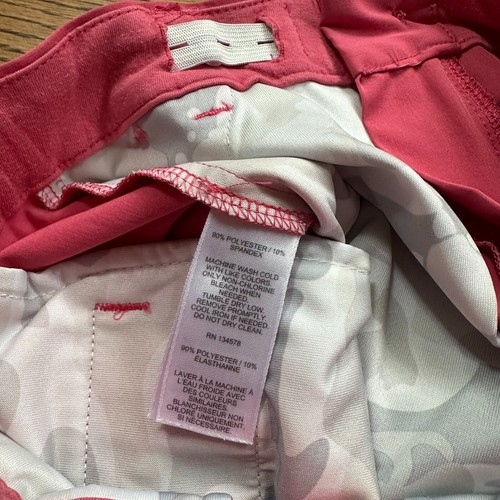 90% POLYESTER / 10%
SPANDEX
MACHINE WASH COLD
WITH LIKE COLORS.
ONLY NON-CHLORINE
BLEACH WHEN
NEEDED.
TUMBLE DRY LOW.
REMOVE PROMPTLY.
COOL IRON IF NEEDED.
DO NOT DRY CLEAN.
RN 134578
90% POLYESTER / 10%
ELASTHANNE
LAVER À LA MACHINE À
L'EAU FROIDE AVEC
DES COULEURS
SIMILAIRES.
BLANCHISSEUR NON
CHLORÉ UNIQUEMENT